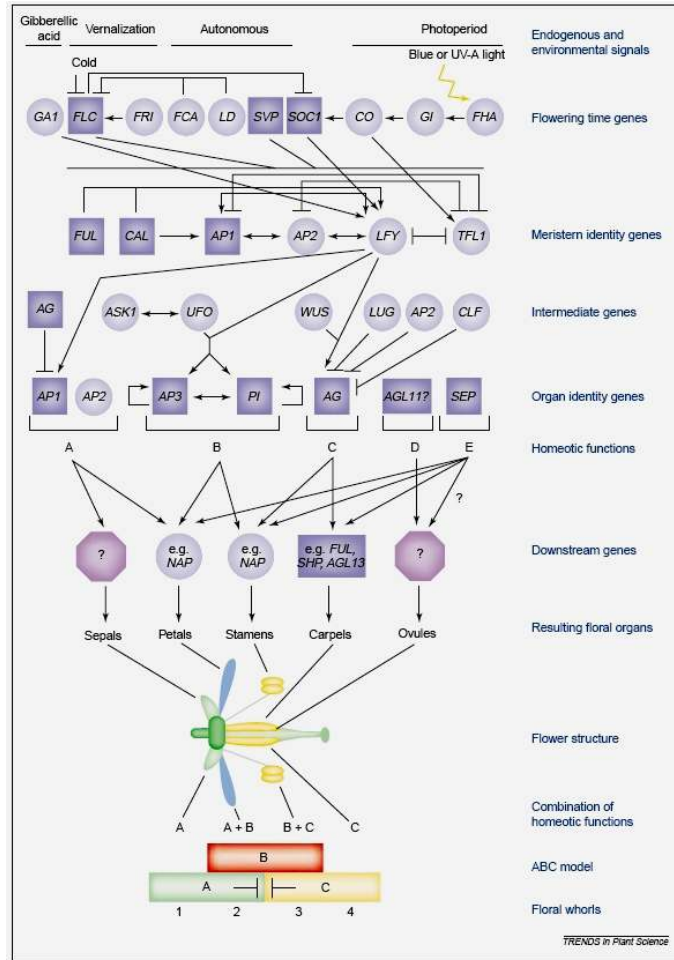 Gibberellic
acid
Vernalization
Autonomous
Photoperiod
Endogenous and
environmental signals
Blue or UV-A light
Cold
GA1 FLC FRI FCA LD SVP SOC1 CO GI FHA
Flowering time genes
FUL CAL AP1 AP2 LFY TFL1
Meristem identity genes
AG ASK1 UFO WUS LUG AP2 CLF
Intermediate genes
AP1 AP2 AP3 PI AG AGL11? SEP
Organ identity genes
A B C D E
Homeotic functions
?
? e.g. NAP e.g. NAP e.g. FUL, SHP, AGL13 ?
Downstream genes
Sepals Petals Stamens Carpels Ovules
Resulting floral organs
Flower structure
A A + B B + C C
Combination of
homeotic functions
B
ABC model
A C
1 2 3 4
Floral whorls
TRENDS in Plant Science